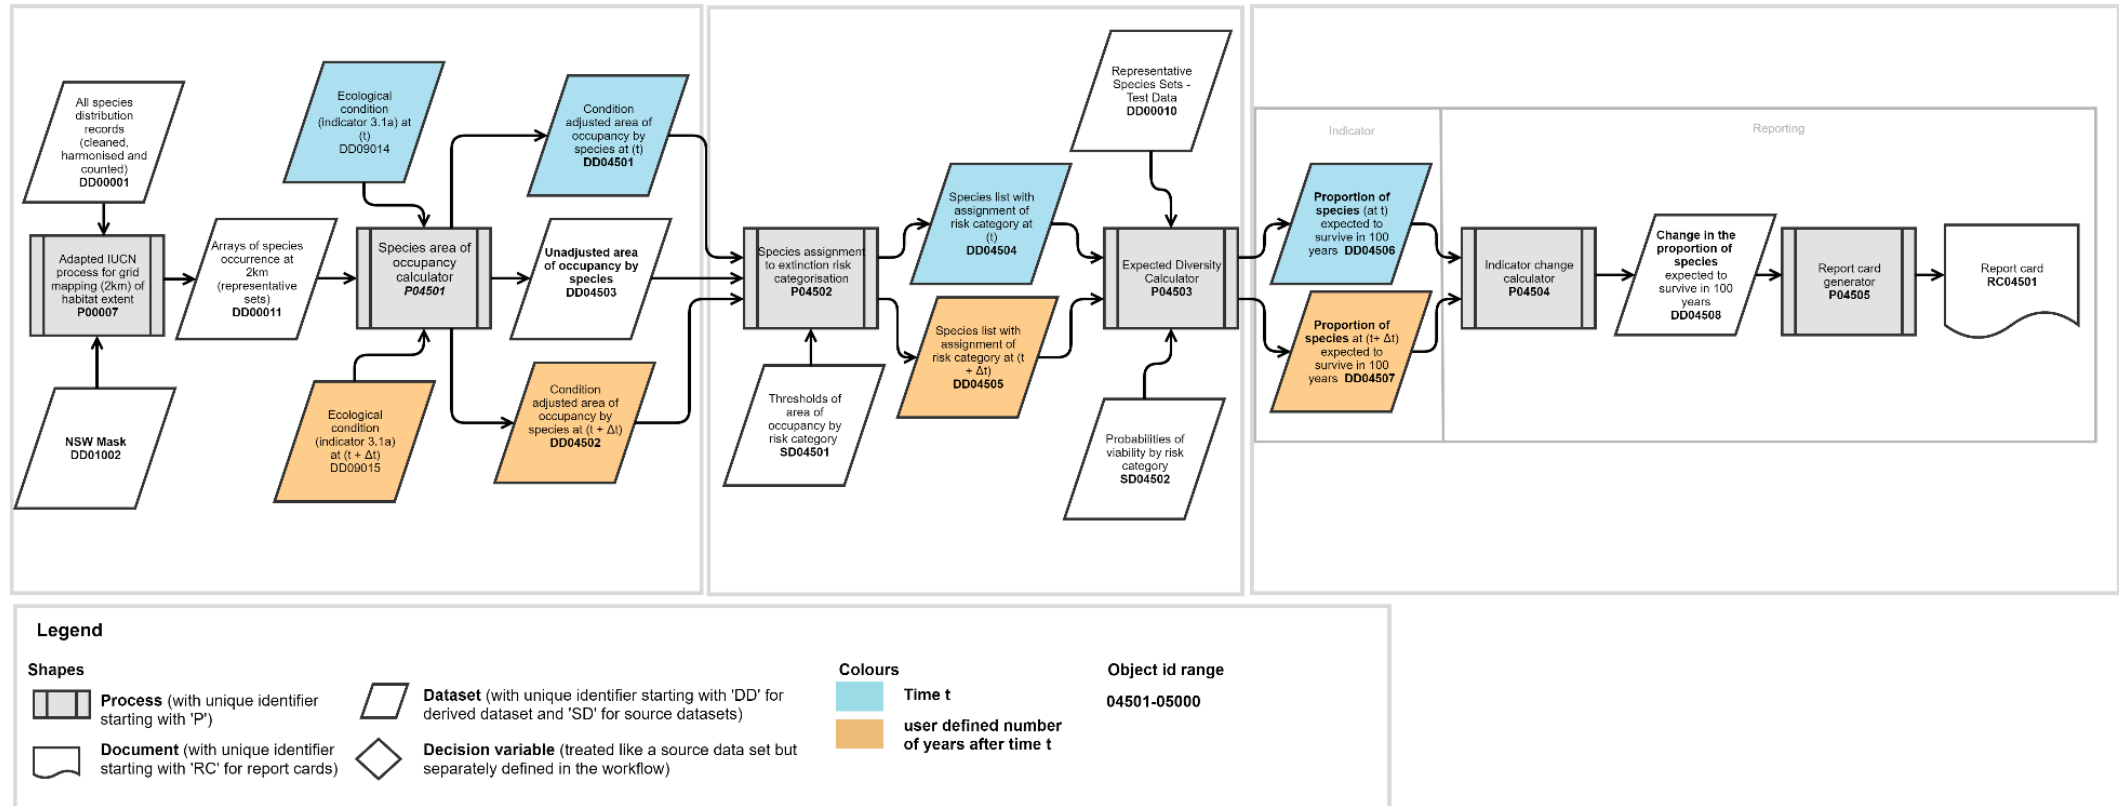 All species
distribution
records
(cleaned,
harmonised and
counted)
DD00001
Adapted IUCN
process for grid
mapping (2km) of
habitat extent
P00007
NSW Mask
DD01002
Arrays of species
occurrence at
2km
(representative
sets)
DD00011
Ecological
condition
(indicator 3.1a) at
(t)
DD09014
Species area of
occupancy
calculator
P04501
Ecological
condition
(indicator 3.1a)
at (t + Δt)
DD09015
Condition
adjusted area of
occupancy by
species at (t)
DD04501
Unadjusted area
of occupancy by
species
DD04503
Condition
adjusted area of
occupancy by
species at (t + Δt)
DD04502
Species assignment
to extinction risk
categorisation
P04502
Thresholds of
area of
occupancy by
risk category
SD04501
Species list with
assignment of
risk category at
(t)
DD04504
Species list with
assignment of
risk category at (t
+ Δt)
DD04505
Representative
Species Sets -
Test Data
DD00010
Expected Diversity
Calculator
P04503
Probabilities of
viability by risk
category
SD04502
Indicator
Proportion of
species (at t)
expected to
survive in 100
years DD04506
Proportion of
species at (t+ Δt)
expected to
survive in 100
years DD04507
Reporting
Indicator change
calculator
P04504
Change in the
proportion of
species
expected to
survive in 100
years
DD04508
Report card
generator
P04505
Report card
RC04501
Legend
Shapes
Process (with unique identifier
starting with 'P')
Document (with unique identifier
starting with 'RC' for report cards)
Dataset (with unique identifier starting with 'DD' for
derived dataset and 'SD' for source datasets)
Decision variable (treated like a source data set but
separately defined in the workflow)
Colours
Time t
user defined number
of years after time t
Object id range
04501-05000